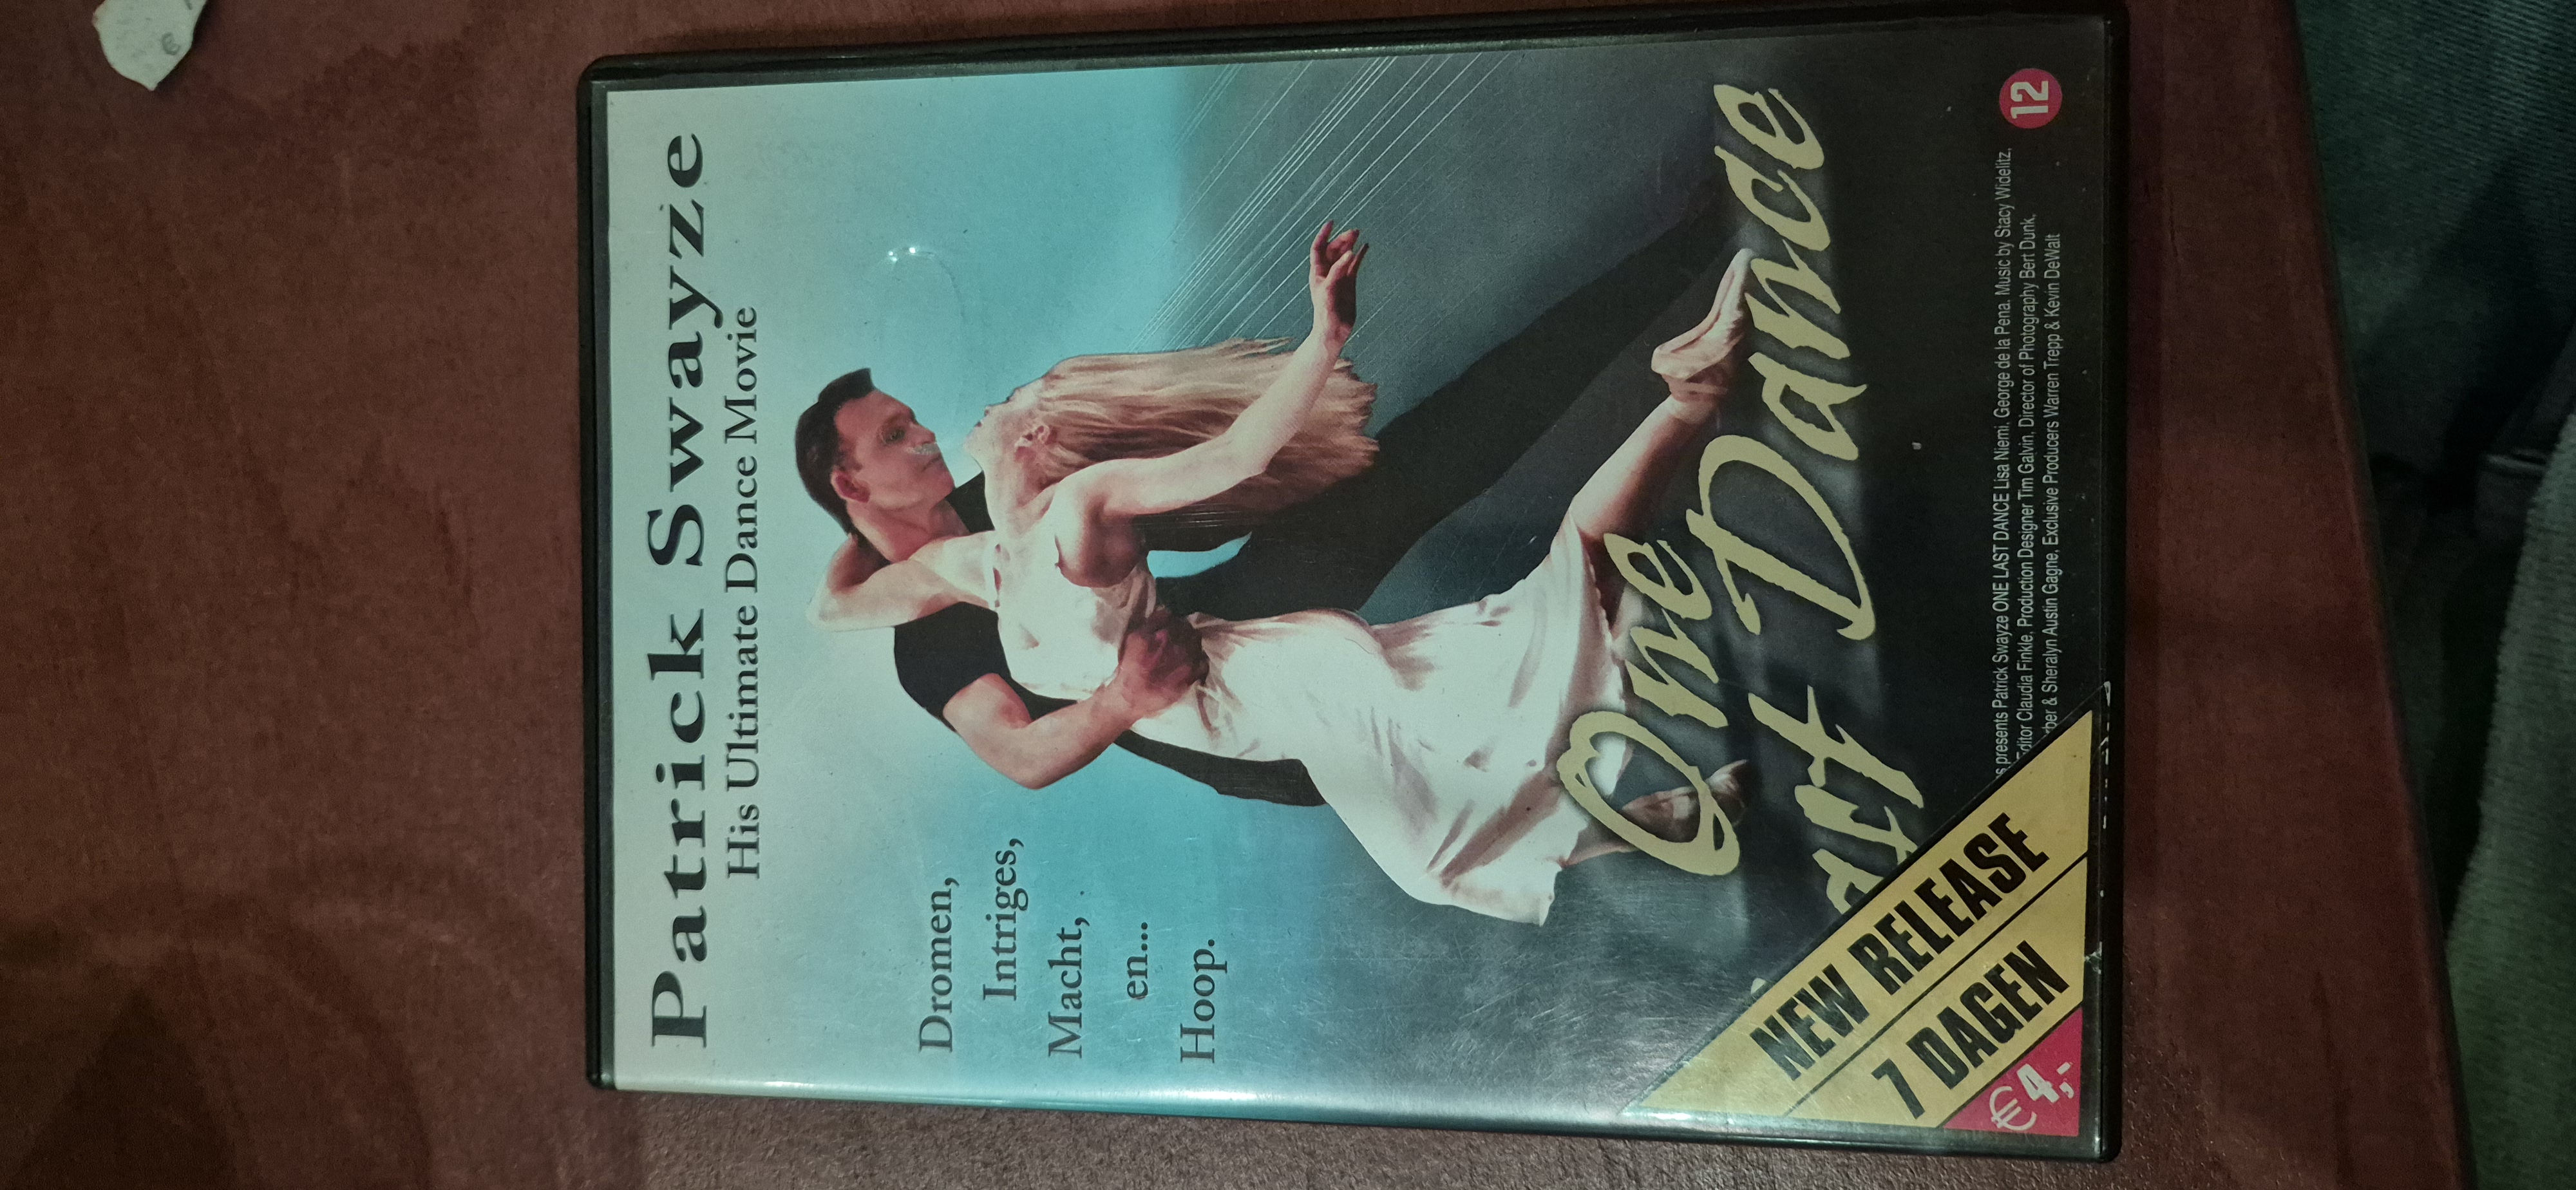 Patrick Swayze
His Ultimate Dance Movie
Dromen,
Intriges,
Macht,
en...
Hoop.
One
Last Dance
presents Patrick Swayze ONE LAST DANCE Lisa Niemi, George de la Pena. Music by Stacy Widelitz,
Editor Claudia Finkle, Production Designer Tim Galvin, Director of Photography Bert Dunk,
& Sheralyn Austin Gagne, Exclusive Producers Warren Trepp & Kevin DeWalt
12
NEW RELEASE
7 DAGEN
€4,-